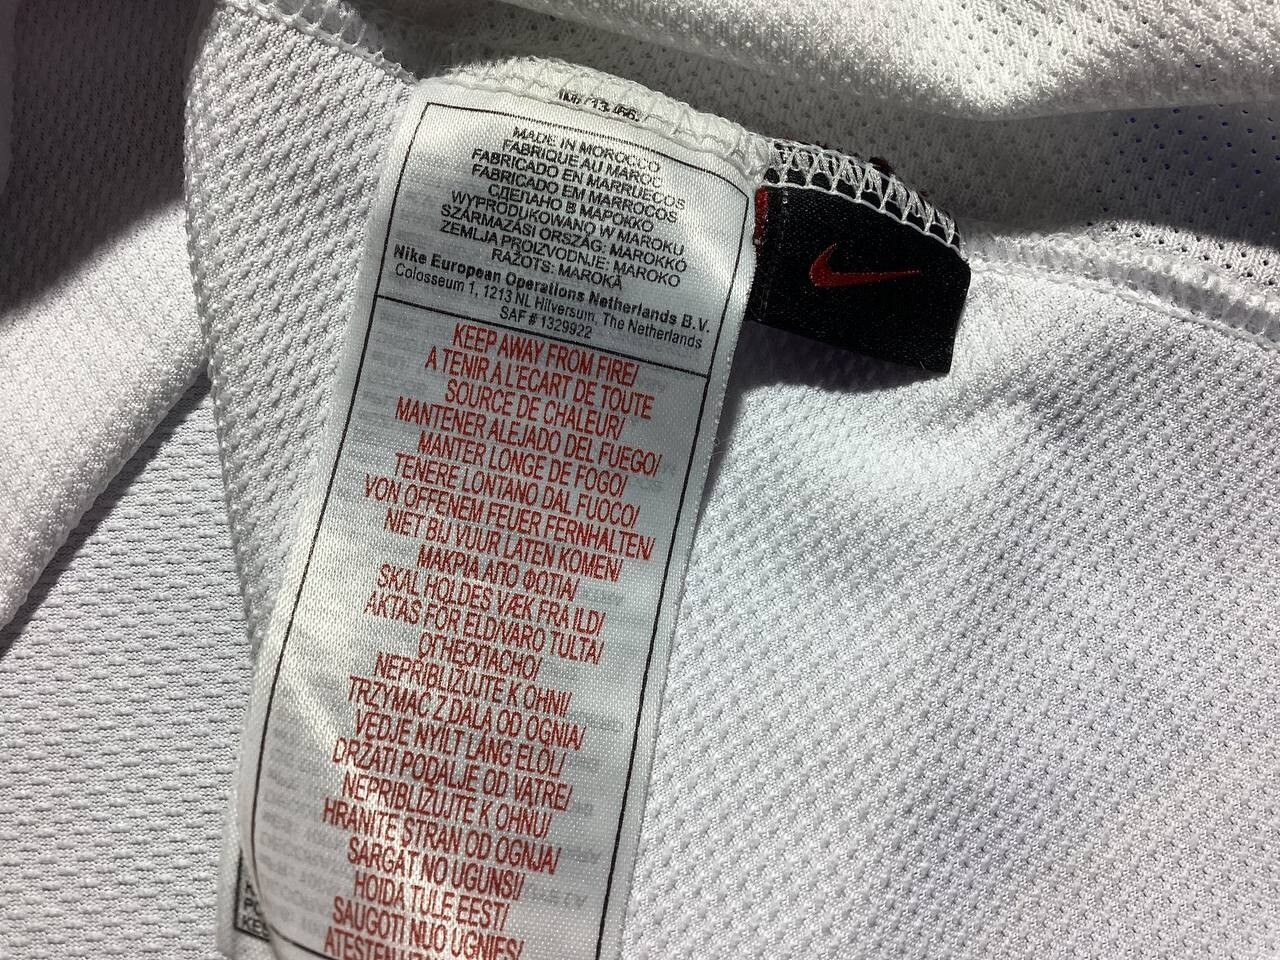 MADE IN MOROCCO
FABRIQUE AU MAROC
FABRICADO EN MARRUECOS
FABRICADO EM MARROCOS
СДЕЛАНО В МАРОККО
WYPRODUKOWANO W MAROKU
SZÁRMAZÁSI ORSZÁG: MAROKKÓ
ZEMLJA PROIZVODNJE: MAROKO
RAŽOTS: MAROKĀ
Nike European Operations Netherlands B.V.
Colosseum 1, 1213 NL Hilversum, The Netherlands
SAF # 1329922
KEEP AWAY FROM FIRE/
A TENIR A L'ECART DE TOUTE
SOURCE DE CHALEUR/
MANTENER ALEJADO DEL FUEGO/
MANTER LONGE DE FOGO/
TENERE LONTANO DAL FUOCO/
VON OFFENEM FEUER FERNHALTEN/
NIET BIJ VUUR LATEN KOMEN/
ΜΑΚΡΙΑ ΑΠΟ ΦΩΤΙΑ/
SKAL HOLDES VÆK FRA ILD/
AKTAS FÖR ELD/VARO TULTA/
ОГНЕОПАСНО/
NEPRIBLIZUJTE K OHNI/
TRZYMAĆ Z DALA OD OGNIA/
VEDJE NYILT LANG ELÖL/
DRZATI PODALJE OD VATRE/
NEPRIBLIZUJTE K OHNU/
HRANITE STRAN OD OGNJA/
SARGĀT NO UGUNS!/
HOIDA TULE EEST/
SAUGOTI NUO UGNIES/